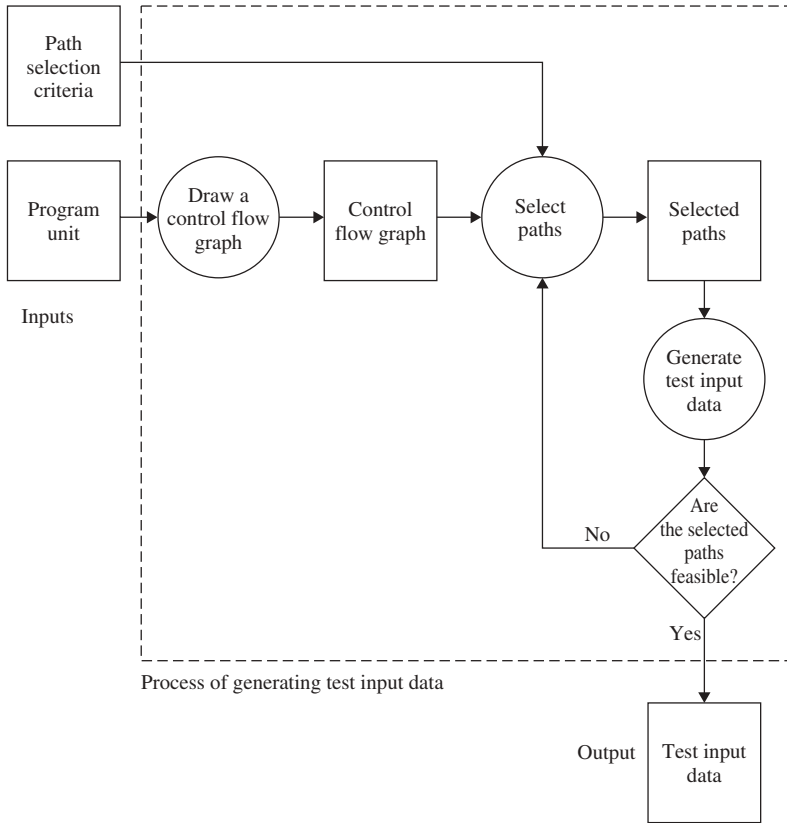 Path
selection
criteria
Program
unit
Inputs
Draw a
control flow
graph
Control
flow graph
Select
paths
Selected
paths
Generate
test input
data
Are
the selected
paths
feasible?
No
Yes
Process of generating test input data
Output
Test input
data